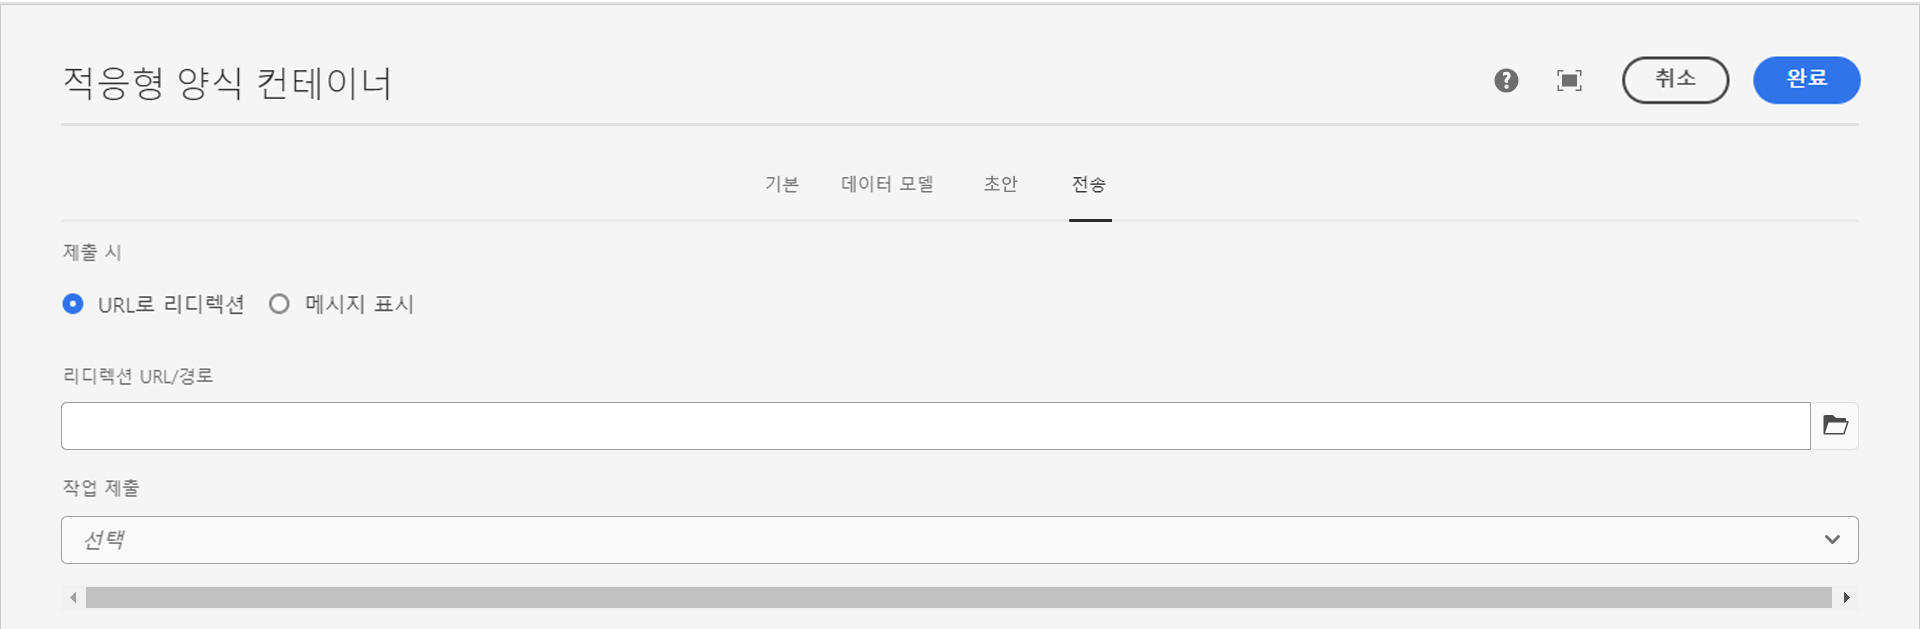 적응형 양식 컨테이너
취소 완료
기본 데이터 모델 초안 전송
제출 시
URL로 리디렉션 메시지 표시
리디렉션 URL/경로
작업 제출
선택